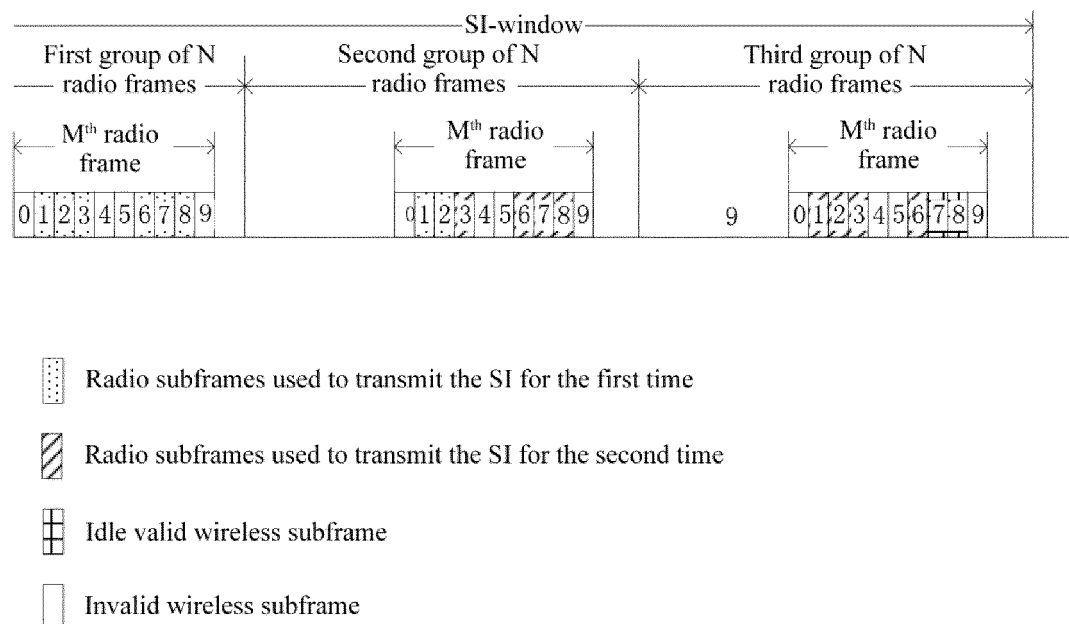 SI-window
First group of N
radio frames
Second group of N
radio frames
Third group of N
radio frames
Mth radio
frame
Mth radio
frame
Mth radio
frame
0 1 2 3 4 5 6 7 8 9
0 1 2 3 4 5 6 7 8 9
9
0 1 2 3 4 5 6 7 8 9
Radio subframes used to transmit the SI for the first time
Radio subframes used to transmit the SI for the second time
Idle valid wireless subframe
Invalid wireless subframe